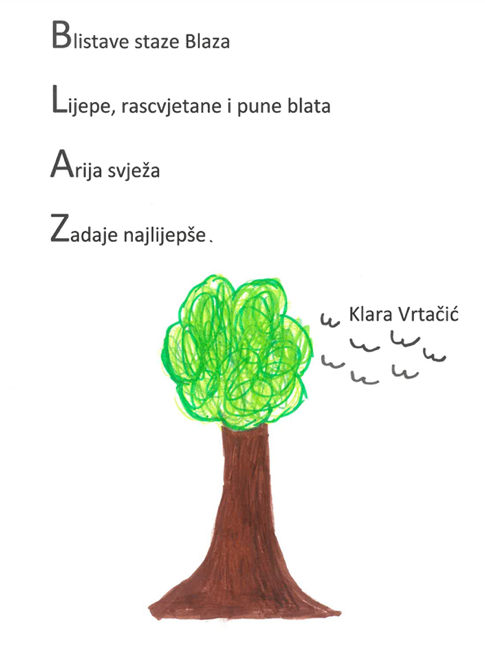 Blistave staze Blaza
Lijepe, rascvjetane i pune blata
Arija svježa
Zadaje najlijepše.
Klara Vrtačić